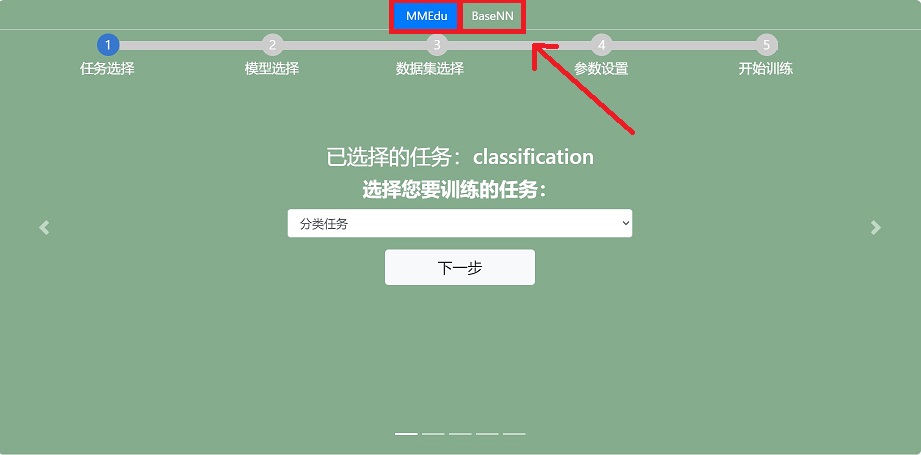 MMEdu BaseNN
1 2 3 4 5
任务选择 模型选择 数据集选择 参数设置 开始训练
已选择的任务：classification
选择您要训练的任务：
分类任务
下一步